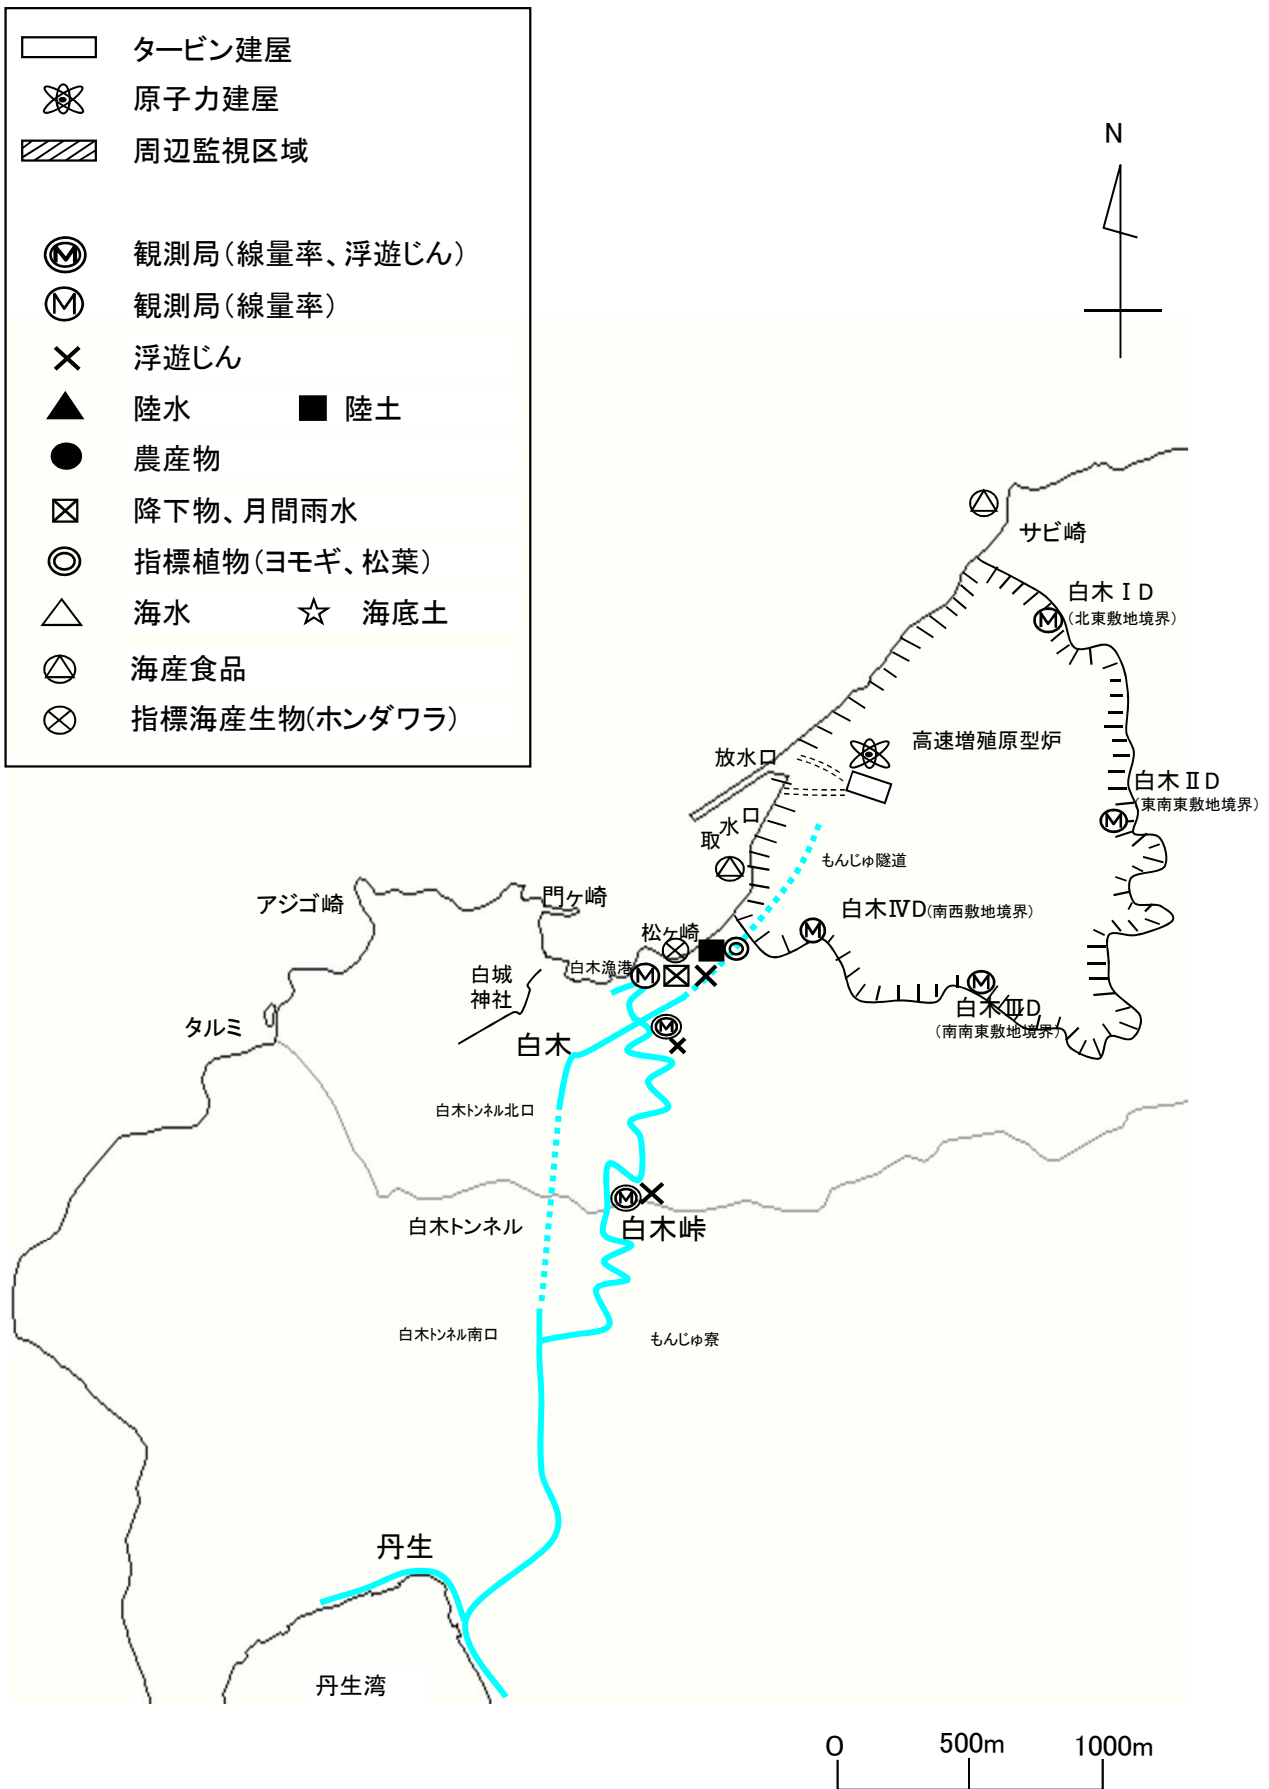 タービン建屋
原子力建屋
周辺監視区域
観測局(線量率、浮遊じん)
観測局(線量率)
浮遊じん
陸水 陸土
農産物
降下物、月間雨水
指標植物(ヨモギ、松葉)
海水 海底土
海産食品
指標海産生物(ホンダワラ)
N
サビ崎
白木ⅠD
(北東敷地境界)
高速増殖原型炉
放水口
白木ⅡD
(東南東敷地境界)
取水口
もんじゅ隧道
アジゴ崎
門ヶ崎
白木ⅣD(南西敷地境界)
松ヶ崎
白木漁港
白城
神社
白木ⅢD
(南南東敷地境界)
タルミ
白木
白木トンネル北口
白木トンネル
白木峠
白木トンネル南口
もんじゅ寮
丹生
丹生湾
0 500m 1000m